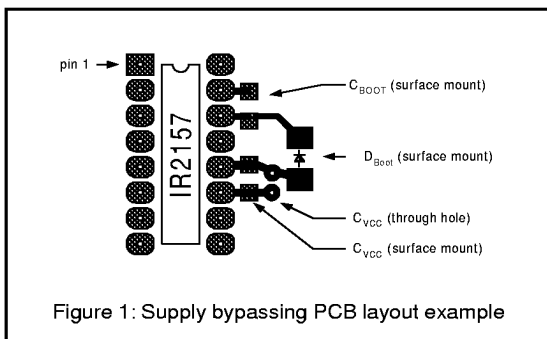 pin 1
IR2157
C_BOOT (surface mount)
D_Boot (surface mount)
C_VCC (through hole)
C_VCC (surface mount)
Figure 1: Supply bypassing PCB layout example